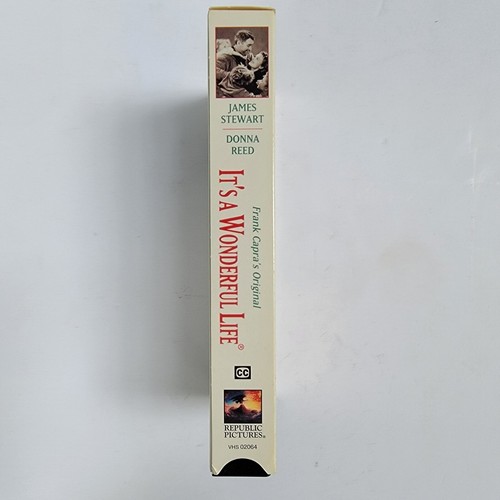 JAMES
STEWART
DONNA
REED
Frank Capra's Original
IT'S A WONDERFUL LIFE®
CC
REPUBLIC
PICTURES®
VHS 02064